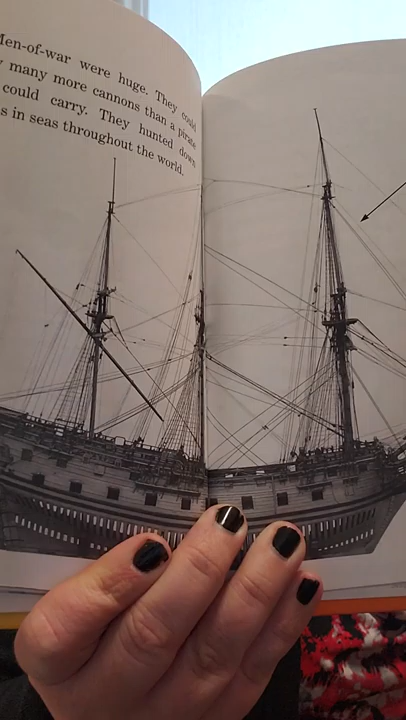 Men-of-war were huge. They could
many more cannons than a pirate
could carry. They hunted down
s in seas throughout the world.